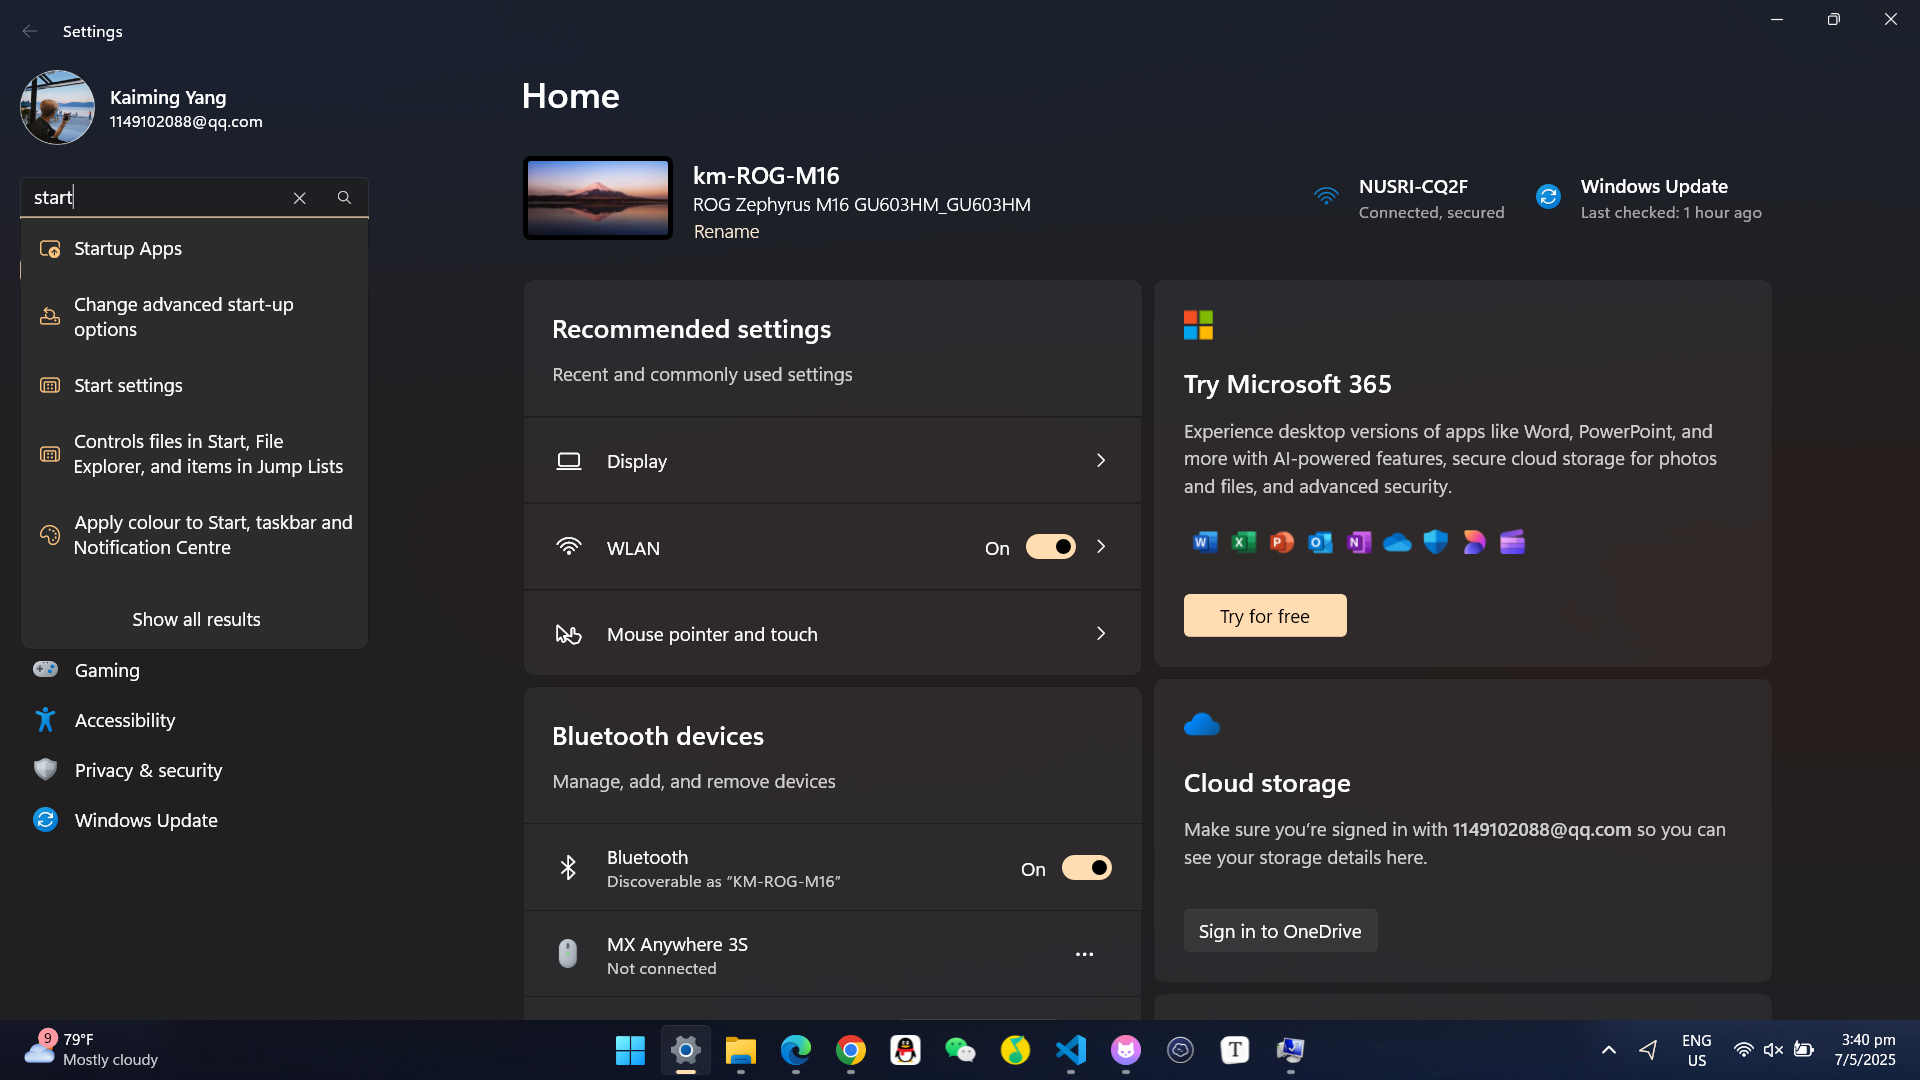 Settings
Kaiming Yang
1149102088@qq.com
start
Startup Apps
Change advanced start-up
options
Start settings
Controls files in Start, File
Explorer, and items in Jump Lists
Apply colour to Start, taskbar and
Notification Centre
Show all results
Gaming
Accessibility
Privacy & security
Windows Update
Home
km-ROG-M16
ROG Zephyrus M16 GU603HM_GU603HM
Rename
NUSRI-CQ2F
Connected, secured
Windows Update
Last checked: 1 hour ago
Recommended settings
Recent and commonly used settings
Display
WLAN
On
Mouse pointer and touch
Bluetooth devices
Manage, add, and remove devices
Bluetooth
Discoverable as “KM-ROG-M16”
On
MX Anywhere 3S
Not connected
Try Microsoft 365
Experience desktop versions of apps like Word, PowerPoint, and
more with AI-powered features, secure cloud storage for photos
and files, and advanced security.
Try for free
Cloud storage
Make sure you’re signed in with 1149102088@qq.com so you can
see your storage details here.
Sign in to OneDrive
9
79°F
Mostly cloudy
T
ENG
US
3:40 pm
7/5/2025